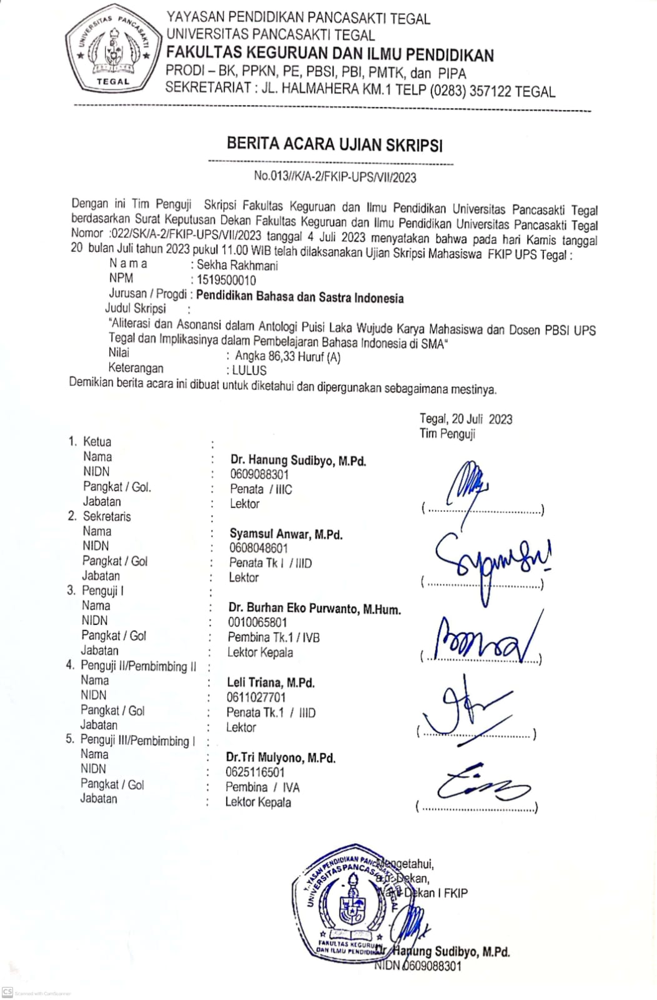 UNIVERSITAS PANCASAKTI
TEGAL
YAYASAN PENDIDIKAN PANCASAKTI TEGAL
UNIVERSITAS PANCASAKTI TEGAL
FAKULTAS KEGURUAN DAN ILMU PENDIDIKAN
PRODI – BK, PPKN, PE, PBSI, PBI, PMTK, dan PIPA
SEKRETARIAT : JL. HALMAHERA KM.1 TELP (0283) 357122 TEGAL
BERITA ACARA UJIAN SKRIPSI
No.013//K/A-2/FKIP-UPS/VII/2023
Dengan ini Tim Penguji Skripsi Fakultas Keguruan dan Ilmu Pendidikan Universitas Pancasakti Tegal
berdasarkan Surat Keputusan Dekan Fakultas Keguruan dan Ilmu Pendidikan Universitas Pancasakti Tegal
Nomor :022/SK/A-2/FKIP-UPS/VII/2023 tanggal 4 Juli 2023 menyatakan bahwa pada hari Kamis tanggal
20 bulan Juli tahun 2023 pukul 11.00 WIB telah dilaksanakan Ujian Skripsi Mahasiswa FKIP UPS Tegal :
N a m a : Sekha Rakhmani
NPM : 1519500010
Jurusan / Progdi : Pendidikan Bahasa dan Sastra Indonesia
Judul Skripsi :
"Aliterasi dan Asonansi dalam Antologi Puisi Laka Wujude Karya Mahasiswa dan Dosen PBSI UPS
Tegal dan Implikasinya dalam Pembelajaran Bahasa Indonesia di SMA"
Nilai : Angka 86,33 Huruf (A)
Keterangan : LULUS
Demikian berita acara ini dibuat untuk diketahui dan dipergunakan sebagaimana mestinya.
Tegal, 20 Juli 2023
Tim Penguji
1. Ketua :
Nama : Dr. Hanung Sudibyo, M.Pd.
NIDN : 0609088301
Pangkat / Gol. : Penata / IIIC
Jabatan : Lektor (....................................)
2. Sekretaris :
Nama : Syamsul Anwar, M.Pd.
NIDN : 0608048601
Pangkat / Gol : Penata Tk I / IIID
Jabatan : Lektor (....................................)
3. Penguji I :
Nama : Dr. Burhan Eko Purwanto, M.Hum.
NIDN : 0010065801
Pangkat / Gol : Pembina Tk.1 / IVB
Jabatan : Lektor Kepala (....................................)
4. Penguji II/Pembimbing II :
Nama : Leli Triana, M.Pd.
NIDN : 0611027701
Pangkat / Gol : Penata Tk.1 / IIID
Jabatan : Lektor (....................................)
5. Penguji III/Pembimbing I :
Nama : Dr.Tri Mulyono, M.Pd.
NIDN : 0625116501
Pangkat / Gol : Pembina / IVA
Jabatan : Lektor Kepala (....................................)
YAYASAN PENDIDIKAN PANCASAKTI
UNIVERSITAS PANCASAKTI TEGAL
FAKULTAS KEGURUAN
DAN ILMU PENDIDIKAN
Mengetahui,
a.n. Dekan,
Wakil Dekan I FKIP
Dr. Hanung Sudibyo, M.Pd.
NIDN 0609088301
CS Scanned with CamScanner